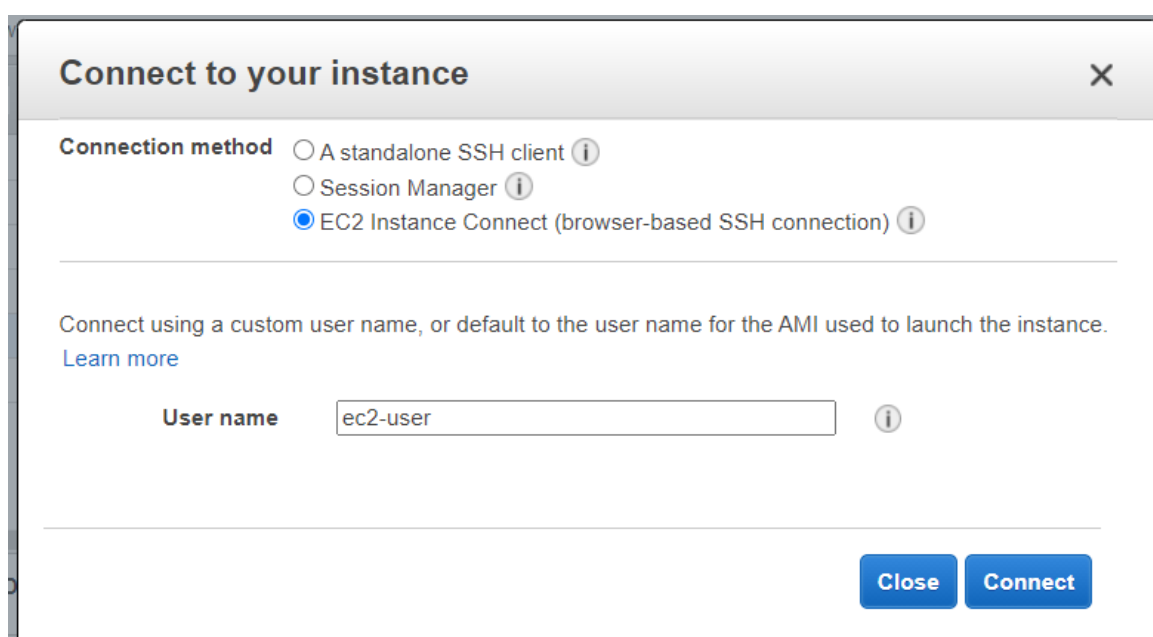 Connect to your instance
Connection method
A standalone SSH client
Session Manager
EC2 Instance Connect (browser-based SSH connection)
Connect using a custom user name, or default to the user name for the AMI used to launch the instance.
Learn more
User name ec2-user
Close Connect